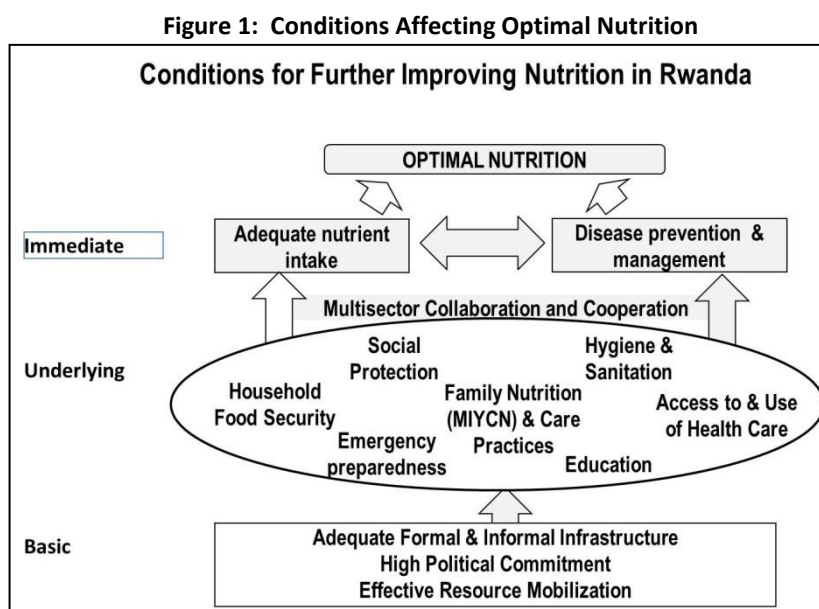 Figure 1: Conditions Affecting Optimal Nutrition
Conditions for Further Improving Nutrition in Rwanda
OPTIMAL NUTRITION
Immediate
Adequate nutrient
intake
Disease prevention &
management
Multisector Collaboration and Cooperation
Underlying
Social
Protection
Hygiene &
Sanitation
Household
Food Security
Family Nutrition
(MIYCN) & Care
Practices
Access to & Use
of Health Care
Emergency
preparedness
Education
Basic
Adequate Formal & Informal Infrastructure
High Political Commitment
Effective Resource Mobilization